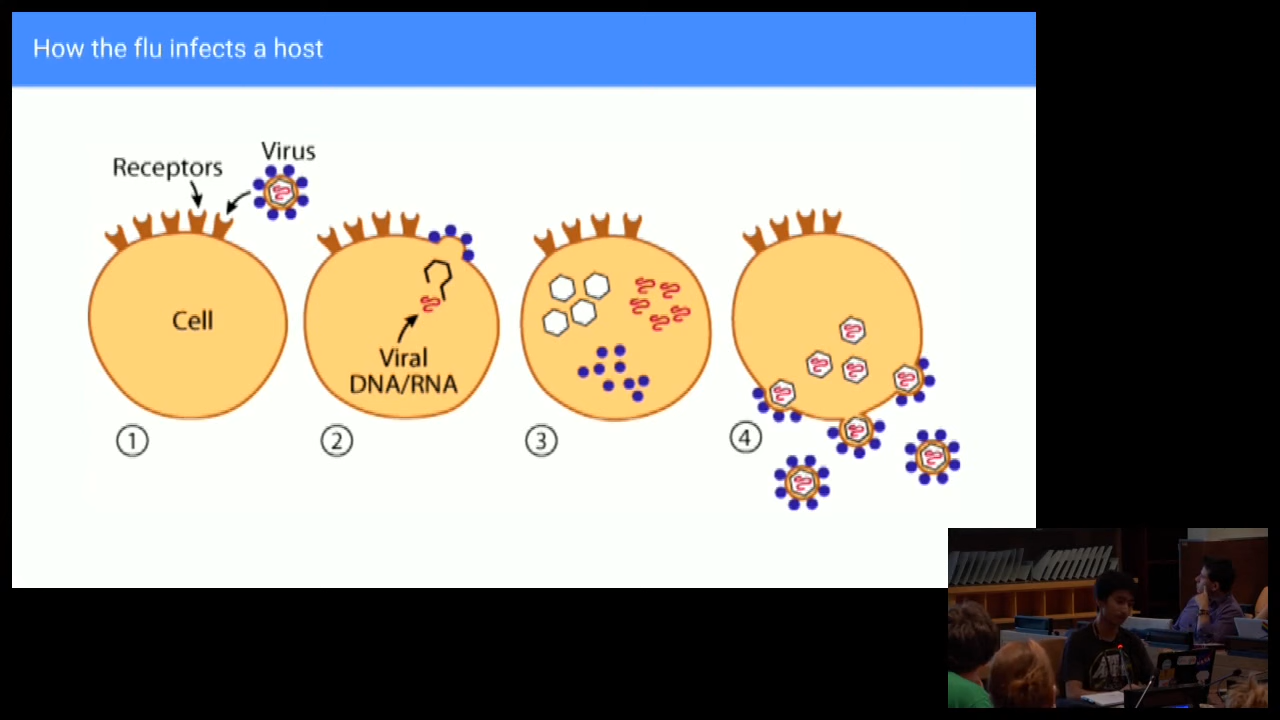 How the flu infects a host
Virus
Receptors
Cell
Viral
DNA/RNA
1
2
3
4